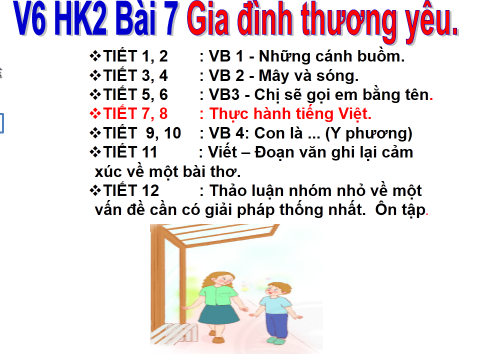 V6 HK2 Bài 7 Gia đình thương yêu.
❖TIẾT 1, 2 : VB 1 - Những cánh buồm.
❖TIẾT 3, 4 : VB 2 - Mây và sóng.
❖TIẾT 5, 6 : VB3 - Chị sẽ gọi em bằng tên.
❖TIẾT 7, 8 : Thực hành tiếng Việt.
❖TIẾT 9, 10 : VB 4: Con là ... (Y phương)
❖TIẾT 11 : Viết – Đoạn văn ghi lại cảm
xúc về một bài thơ.
❖TIẾT 12 : Thảo luận nhóm nhỏ về một
vấn đề cần có giải pháp thống nhất. Ôn tập.